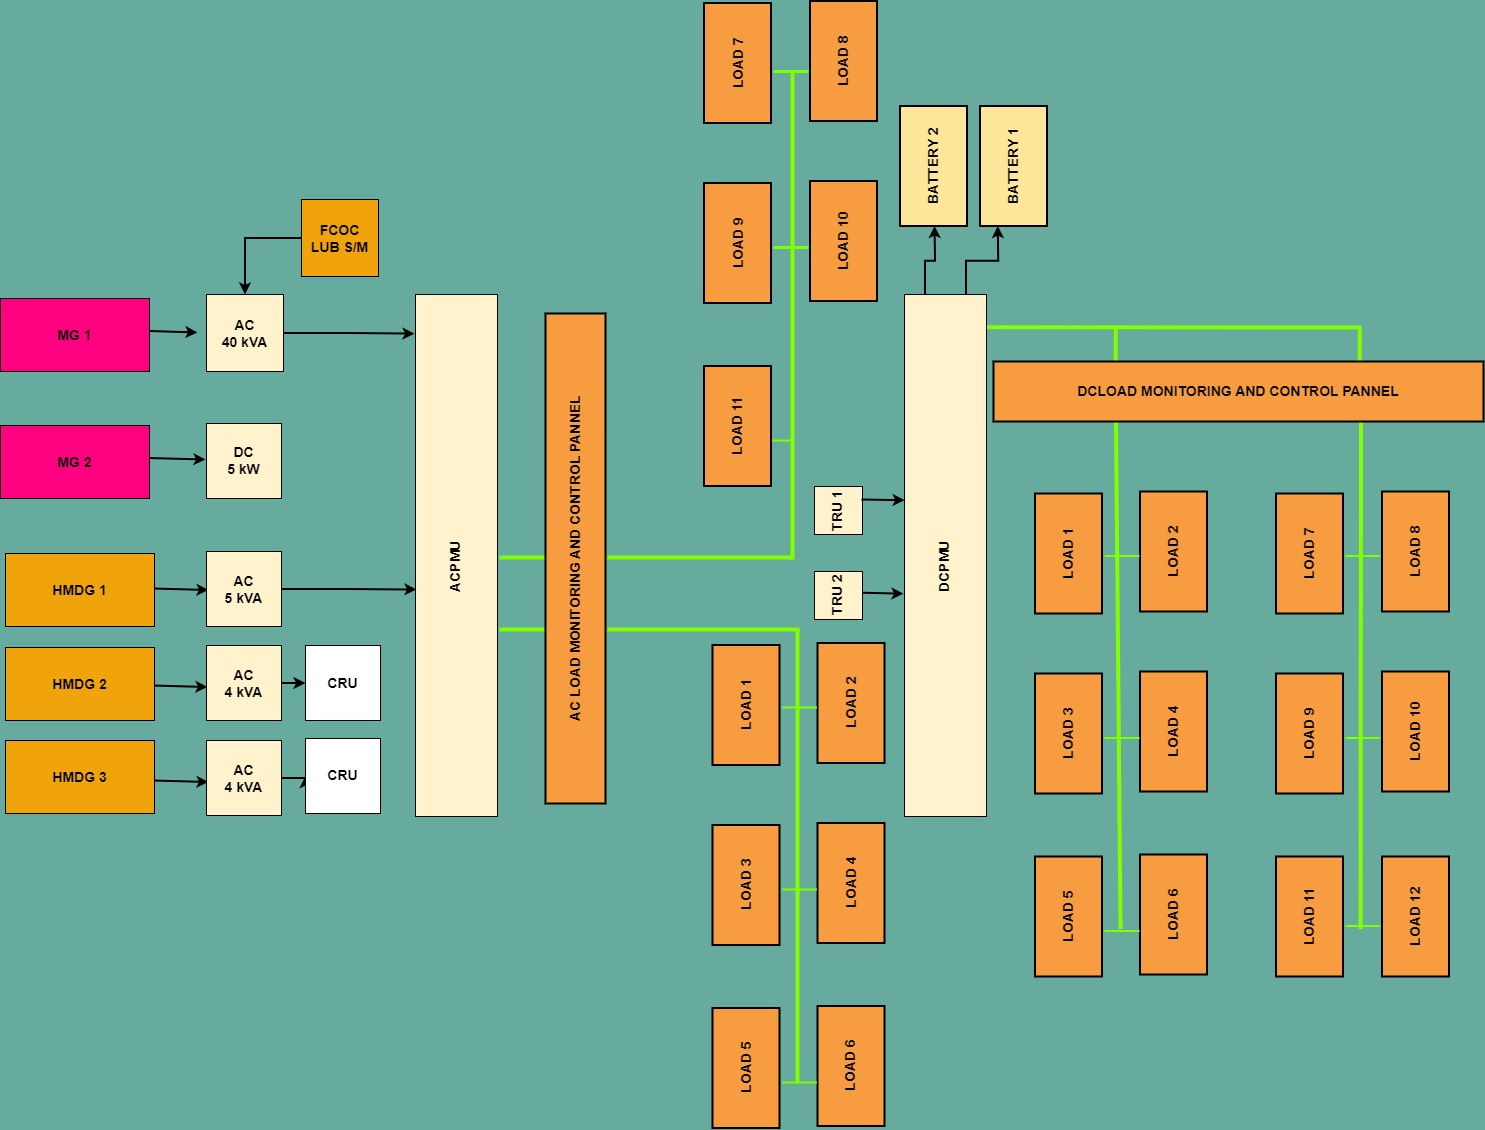 FCOC
LUB S/M
MG 1
AC
40 kVA
MG 2
DC
5 kW
HMDG 1
AC
5 kVA
HMDG 2
AC
4 kVA
CRU
HMDG 3
AC
4 kVA
CRU
ACPMU
AC LOAD MONITORING AND CONTROL PANNEL
LOAD 7
LOAD 8
LOAD 9
LOAD 10
LOAD 11
LOAD 1
LOAD 2
LOAD 3
LOAD 4
LOAD 5
LOAD 6
TRU 1
TRU 2
BATTERY 2
BATTERY 1
DCPMU
DCLOAD MONITORING AND CONTROL PANNEL
LOAD 1
LOAD 2
LOAD 7
LOAD 8
LOAD 3
LOAD 4
LOAD 9
LOAD 10
LOAD 5
LOAD 6
LOAD 11
LOAD 12